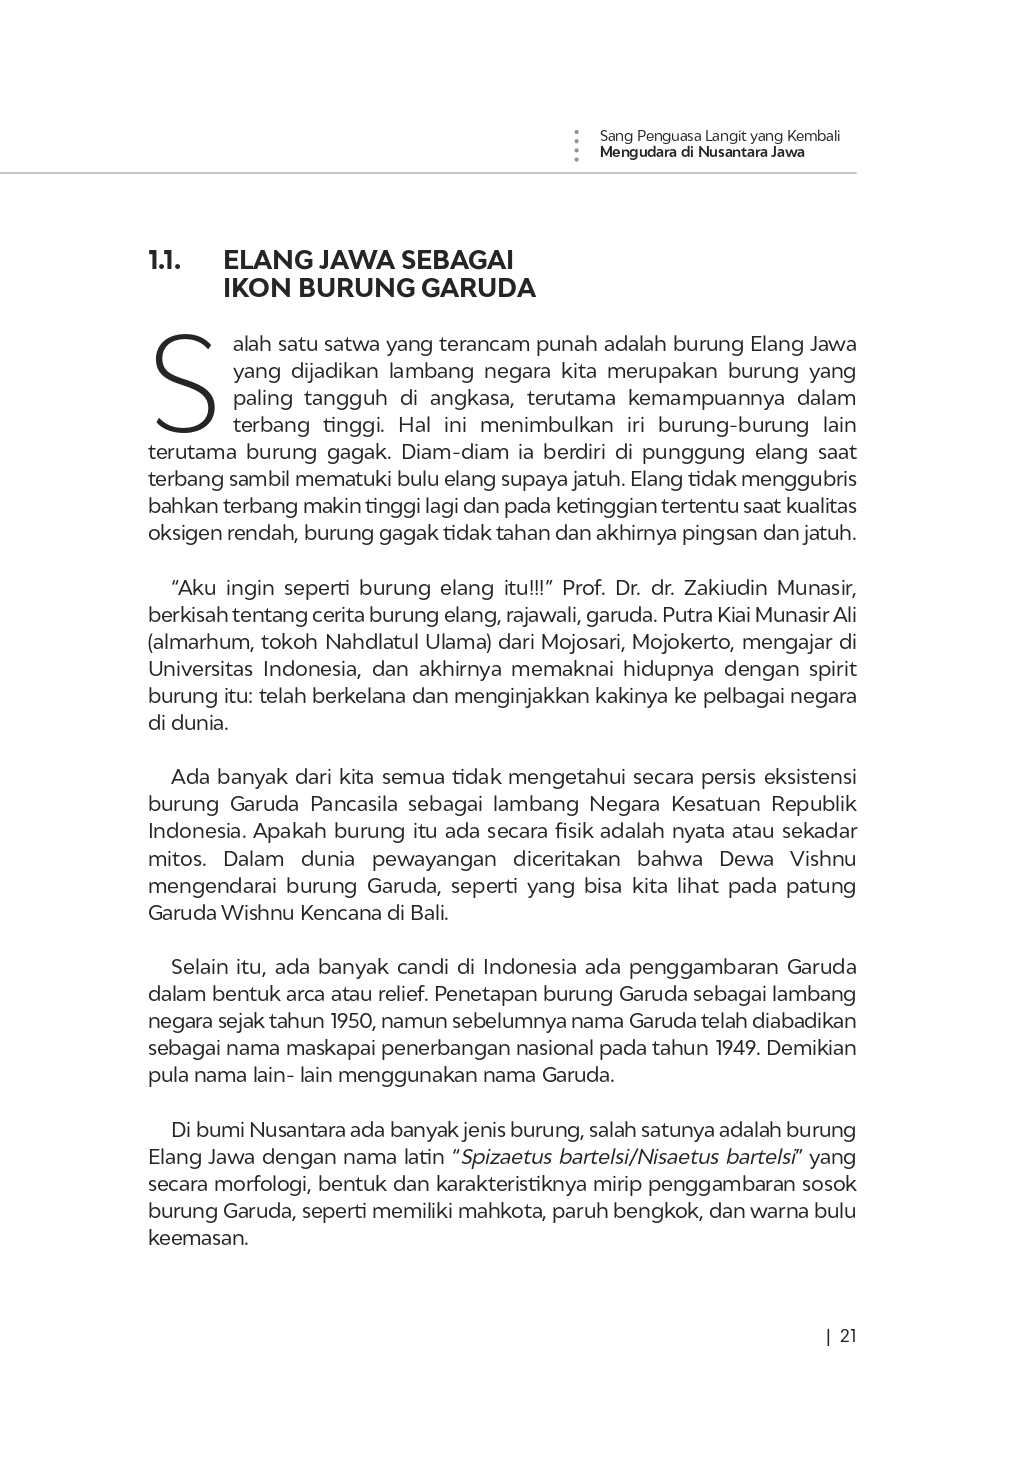 Sang Penguasa Langit yang Kembali
Mengudara di Nusantara Jawa
1.1. ELANG JAWA SEBAGAI
IKON BURUNG GARUDA
Salah satu satwa yang terancam punah adalah burung Elang Jawa
yang dijadikan lambang negara kita merupakan burung yang
paling tangguh di angkasa, terutama kemampuannya dalam
terbang tinggi. Hal ini menimbulkan iri burung-burung lain
terutama burung gagak. Diam-diam ia berdiri di punggung elang saat
terbang sambil mematuki bulu elang supaya jatuh. Elang tidak menggubris
bahkan terbang makin tinggi lagi dan pada ketinggian tertentu saat kualitas
oksigen rendah, burung gagak tidak tahan dan akhirnya pingsan dan jatuh.
“Aku ingin seperti burung elang itu!!!” Prof. Dr. dr. Zakiudin Munasir,
berkisah tentang cerita burung elang, rajawali, garuda. Putra Kiai Munasir Ali
(almarhum, tokoh Nahdlatul Ulama) dari Mojosari, Mojokerto, mengajar di
Universitas Indonesia, dan akhirnya memaknai hidupnya dengan spirit
burung itu: telah berkelana dan menginjakkan kakinya ke pelbagai negara
di dunia.
Ada banyak dari kita semua tidak mengetahui secara persis eksistensi
burung Garuda Pancasila sebagai lambang Negara Kesatuan Republik
Indonesia. Apakah burung itu ada secara fisik adalah nyata atau sekadar
mitos. Dalam dunia pewayangan diceritakan bahwa Dewa Vishnu
mengendarai burung Garuda, seperti yang bisa kita lihat pada patung
Garuda Wishnu Kencana di Bali.
Selain itu, ada banyak candi di Indonesia ada penggambaran Garuda
dalam bentuk arca atau relief. Penetapan burung Garuda sebagai lambang
negara sejak tahun 1950, namun sebelumnya nama Garuda telah diabadikan
sebagai nama maskapai penerbangan nasional pada tahun 1949. Demikian
pula nama lain- lain menggunakan nama Garuda.
Di bumi Nusantara ada banyak jenis burung, salah satunya adalah burung
Elang Jawa dengan nama latin “Spizaetus bartelsi/Nisaetus bartelsi” yang
secara morfologi, bentuk dan karakteristiknya mirip penggambaran sosok
burung Garuda, seperti memiliki mahkota, paruh bengkok, dan warna bulu
keemasan.
| 21